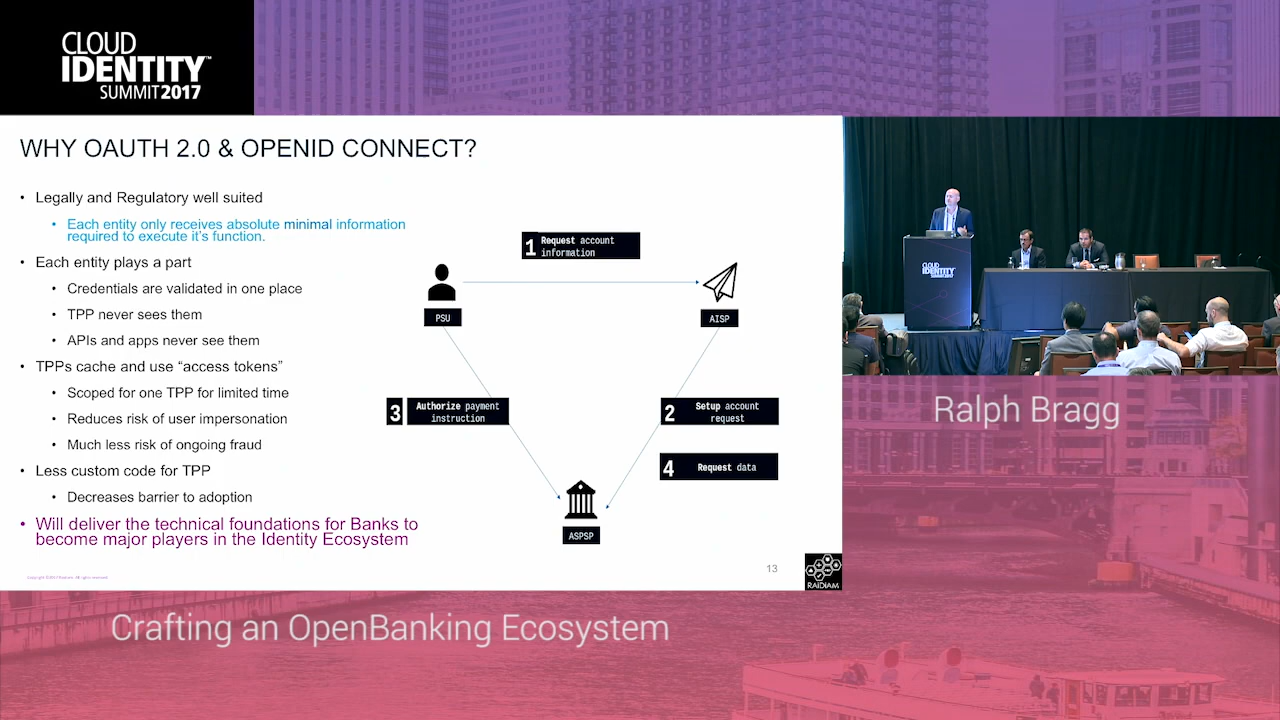 CLOUD
IDENTITY™
SUMMIT 2017
WHY OAUTH 2.0 & OPENID CONNECT?
• Legally and Regulatory well suited
• Each entity only receives absolute minimal information
required to execute it's function.
• Each entity plays a part
• Credentials are validated in one place
• TPP never sees them
• APIs and apps never see them
• TPPs cache and use “access tokens”
• Scoped for one TPP for limited time
• Reduces risk of user impersonation
• Much less risk of ongoing fraud
• Less custom code for TPP
• Decreases barrier to adoption
• Will deliver the technical foundations for Banks to
become major players in the Identity Ecosystem
1 Request account
information
PSU
AISP
3 Authorize payment
instruction
2 Setup account
request
4 Request data
ASPSP
13
RAiDiAM
CLOUD
IDENTITY
Ralph Bragg
Crafting an OpenBanking Ecosystem